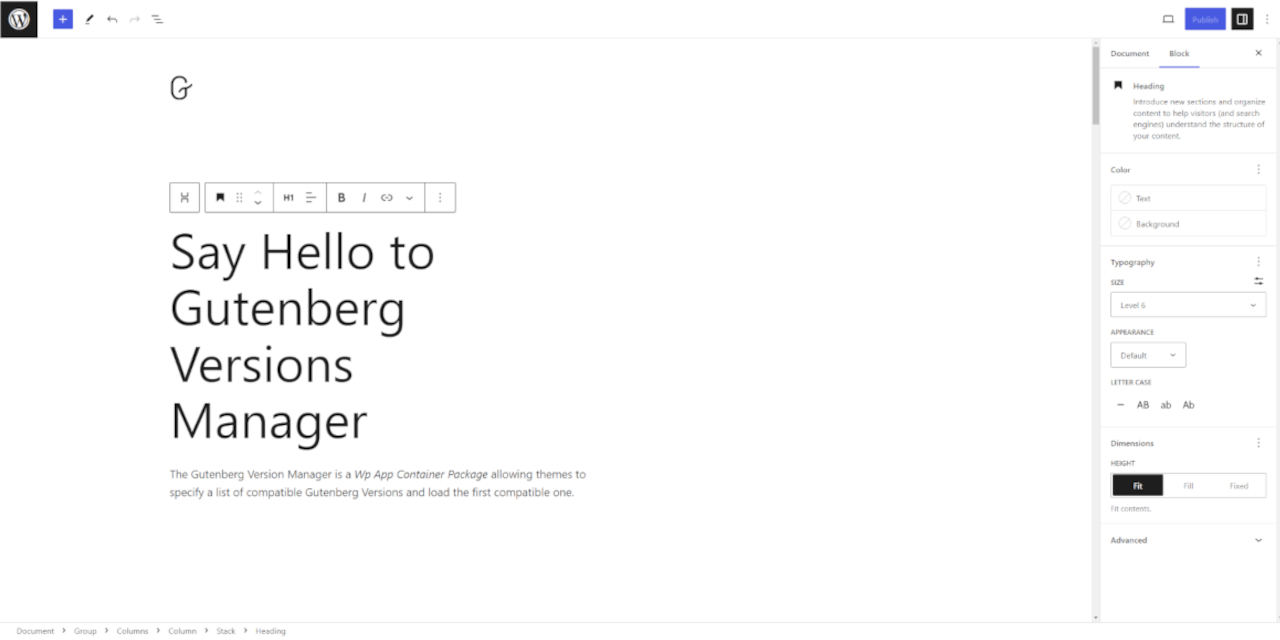 Publish
Document Block
Heading
Introduce new sections and organize
content to help visitors (and search
engines) understand the structure of
your content.
Color
Text
Background
Typography
SIZE
Level 6
APPEARANCE
Default
LETTER CASE
— AB ab Ab
Dimensions
HEIGHT
Fit Fill Fixed
Fit contents.
Advanced
G
H1 B I
Say Hello to
Gutenberg
Versions
Manager
The Gutenberg Version Manager is a Wp App Container Package allowing themes to
specify a list of compatible Gutenberg Versions and load the first compatible one.
Document > Group > Columns > Column > Stack > Heading